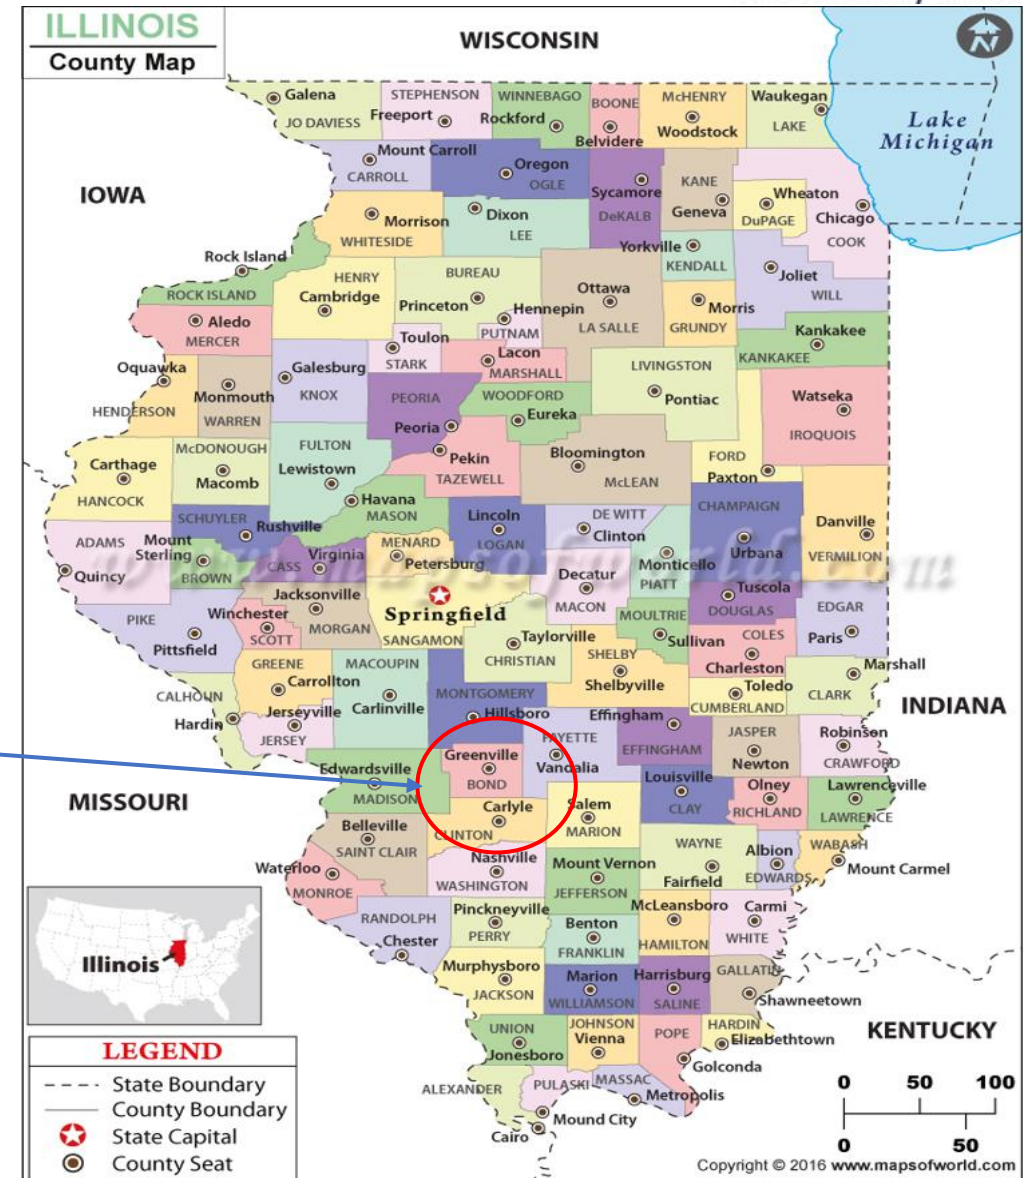 ILLINOIS
County Map
WISCONSIN
Lake
Michigan
IOWA
Galena
JO DAVIESS
STEPHENSON
Freeport
WINNEBAGO
Rockford
BOONE
Belvidere
McHENRY
Woodstock
Waukegan
LAKE
Mount Carroll
CARROLL
Oregon
OGLE
Sycamore
DeKALB
KANE
Geneva
Wheaton
DuPAGE
Chicago
COOK
Morrison
WHITESIDE
Dixon
LEE
Yorkville
KENDALL
Joliet
WILL
Rock Island
ROCK ISLAND
HENRY
Cambridge
BUREAU
Princeton
Hennepin
PUTNAM
Ottawa
LA SALLE
Morris
GRUNDY
Kankakee
KANKAKEE
Aledo
MERCER
Toulon
STARK
Lacon
MARSHALL
LIVINGSTON
Pontiac
Watseka
IROQUOIS
Oquawka
HENDERSON
Monmouth
WARREN
Galesburg
KNOX
PEORIA
Peoria
WOODFORD
Eureka
Pekin
TAZEWELL
Bloomington
McLEAN
FORD
Paxton
Carthage
HANCOCK
McDONOUGH
Macomb
FULTON
Lewistown
Havana
MASON
Lincoln
LOGAN
DE WITT
Clinton
CHAMPAIGN
Urbana
Danville
VERMILION
ADAMS
Quincy
SCHUYLER
Rushville
Mount
Sterling
BROWN
CASS
Virginia
MENARD
Petersburg
www.mapsofworld.com
Decatur
MACON
Monticello
PIATT
Tuscola
DOUGLAS
EDGAR
Paris
PIKE
Pittsfield
Winchester
SCOTT
Jacksonville
MORGAN
Springfield
SANGAMON
Taylorville
CHRISTIAN
MOULTRIE
Sullivan
COLES
Charleston
SHELBY
Shelbyville
Toledo
CUMBERLAND
Marshall
CLARK
INDIANA
CALHOUN
Hardin
GREENE
Carrollton
Jerseyville
JERSEY
MACOUPIN
Carlinville
MONTGOMERY
Hillsboro
FAYETTE
Vandalia
Effingham
EFFINGHAM
JASPER
Newton
Robinson
CRAWFORD
MISSOURI
Edwardsville
MADISON
Greenville
BOND
Carlyle
CLINTON
Salem
MARION
Louisville
CLAY
Olney
RICHLAND
Lawrenceville
LAWRENCE
Belleville
SAINT CLAIR
Waterloo
MONROE
Nashville
WASHINGTON
Mount Vernon
JEFFERSON
WAYNE
Fairfield
Albion
EDWARDS
WABASH
Mount Carmel
RANDOLPH
Chester
Pinckneyville
PERRY
Benton
FRANKLIN
McLeansboro
HAMILTON
Carmi
WHITE
Murphysboro
JACKSON
Marion
WILLIAMSON
Harrisburg
SALINE
GALLATIN
Shawneetown
UNION
Jonesboro
JOHNSON
Vienna
POPE
Golconda
HARDIN
Elizabethtown
KENTUCKY
ALEXANDER
Cairo
PULASKI
Mound City
MASSAC
Metropolis
Illinois
LEGEND
State Boundary
County Boundary
State Capital
County Seat
N
0 50 100
0 50
Copyright © 2016 www.mapsofworld.com